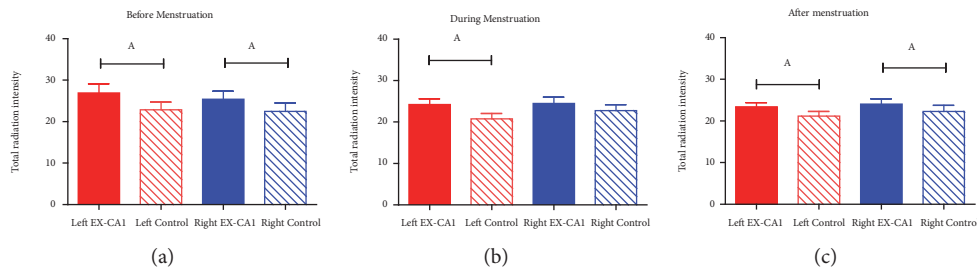 Before Menstruation
Total radiation intensity
40
30
20
10
0
A
A
Left EX-CA1 Left Control Right EX-CA1 Right Control
(a)
During Menstruation
Total radiation intensity
40
30
20
10
0
A
Left EX-CA1 Left Control Right EX-CA1 Right Control
(b)
After menstruation
Total radiation intensity
40
30
20
10
0
A
A
Left EX-CA1 Left Control Right EX-CA1 Right Control
(c)